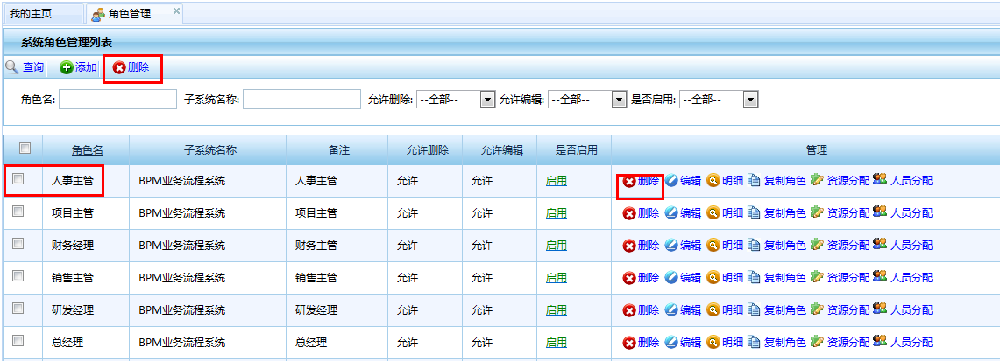 我的主页 角色管理
系统角色管理列表
查询 添加 删除
角色名: 子系统名称: 允许删除: --全部-- 允许编辑: --全部-- 是否启用: --全部--
角色名 子系统名称 备注 允许删除 允许编辑 是否启用 管理
人事主管 BPM业务流程系统 人事主管 允许 允许 启用 删除 编辑 明细 复制角色 资源分配 人员分配
项目主管 BPM业务流程系统 项目主管 允许 允许 启用 删除 编辑 明细 复制角色 资源分配 人员分配
财务经理 BPM业务流程系统 财务主管 允许 允许 启用 删除 编辑 明细 复制角色 资源分配 人员分配
销售主管 BPM业务流程系统 销售主管 允许 允许 启用 删除 编辑 明细 复制角色 资源分配 人员分配
研发经理 BPM业务流程系统 研发经理 允许 允许 启用 删除 编辑 明细 复制角色 资源分配 人员分配
总经理 BPM业务流程系统 总经理 允许 允许 启用 删除 编辑 明细 复制角色 资源分配 人员分配